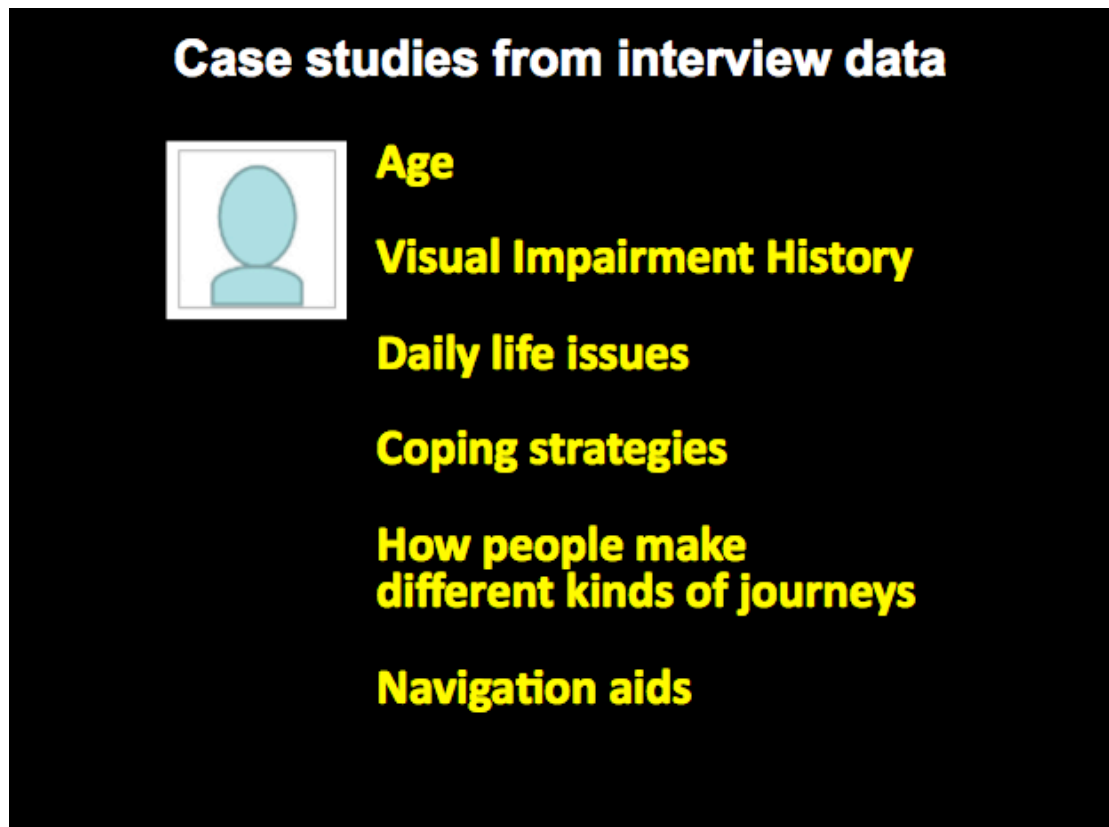 Case studies from interview data
Age
Visual Impairment History
Daily life issues
Coping strategies
How people make
different kinds of journeys
Navigation aids